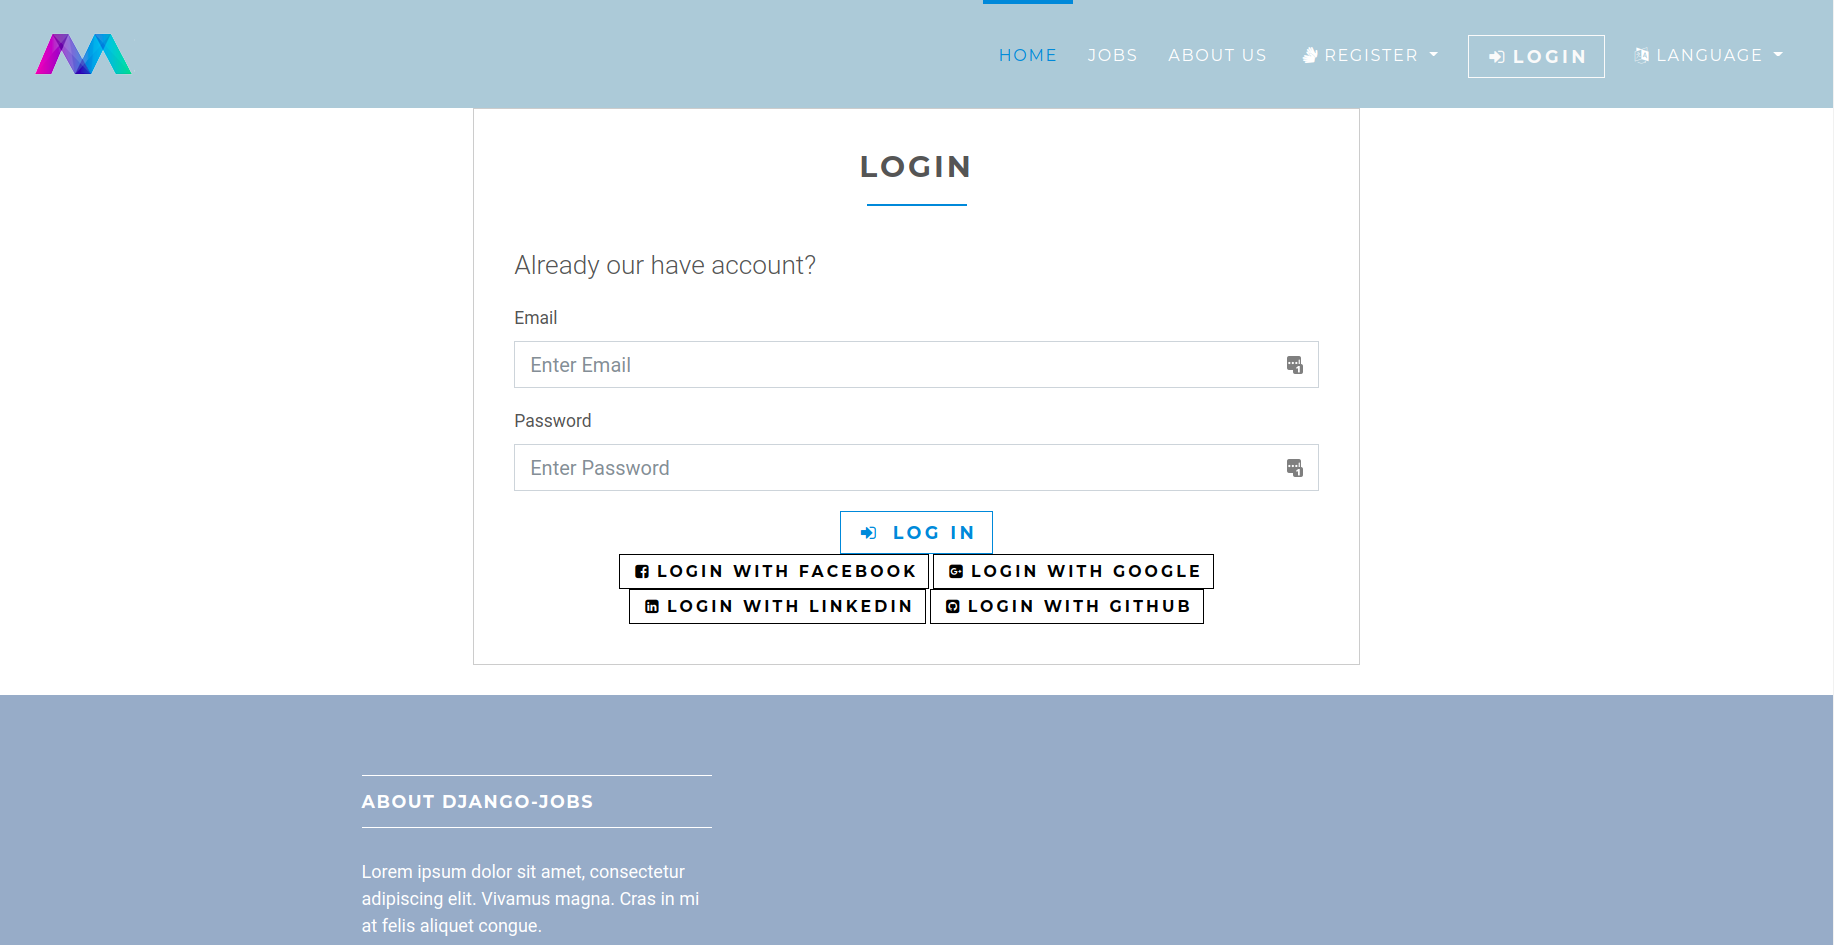 HOME JOBS ABOUT US REGISTER LOGIN LANGUAGE
LOGIN
Already our have account?
Email
Enter Email
Password
Enter Password
LOG IN
LOGIN WITH FACEBOOK LOGIN WITH GOOGLE
LOGIN WITH LINKEDIN LOGIN WITH GITHUB
ABOUT DJANGO-JOBS
Lorem ipsum dolor sit amet, consectetur
adipiscing elit. Vivamus magna. Cras in mi
at felis aliquet congue.